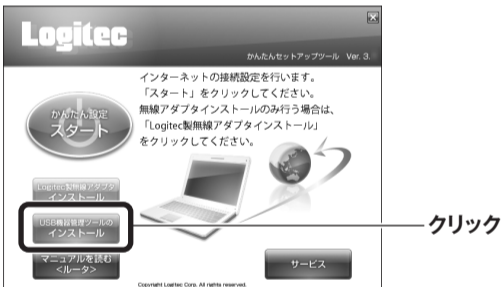 Logitec
かんたんセットアップツール Ver. 3.
インターネットの接続設定を行います。
「スタート」をクリックしてください。
無線アダプタインストールのみ行う場合は、
「Logitec製無線アダプタインストール」
をクリックしてください。
かんたん設定
スタート
Logitec製無線アダプタ
インストール
USB機器管理ツールの
インストール
クリック
マニュアルを読む
<ルータ>
サービス
Copyright Logitec Corp. All rights reserved.